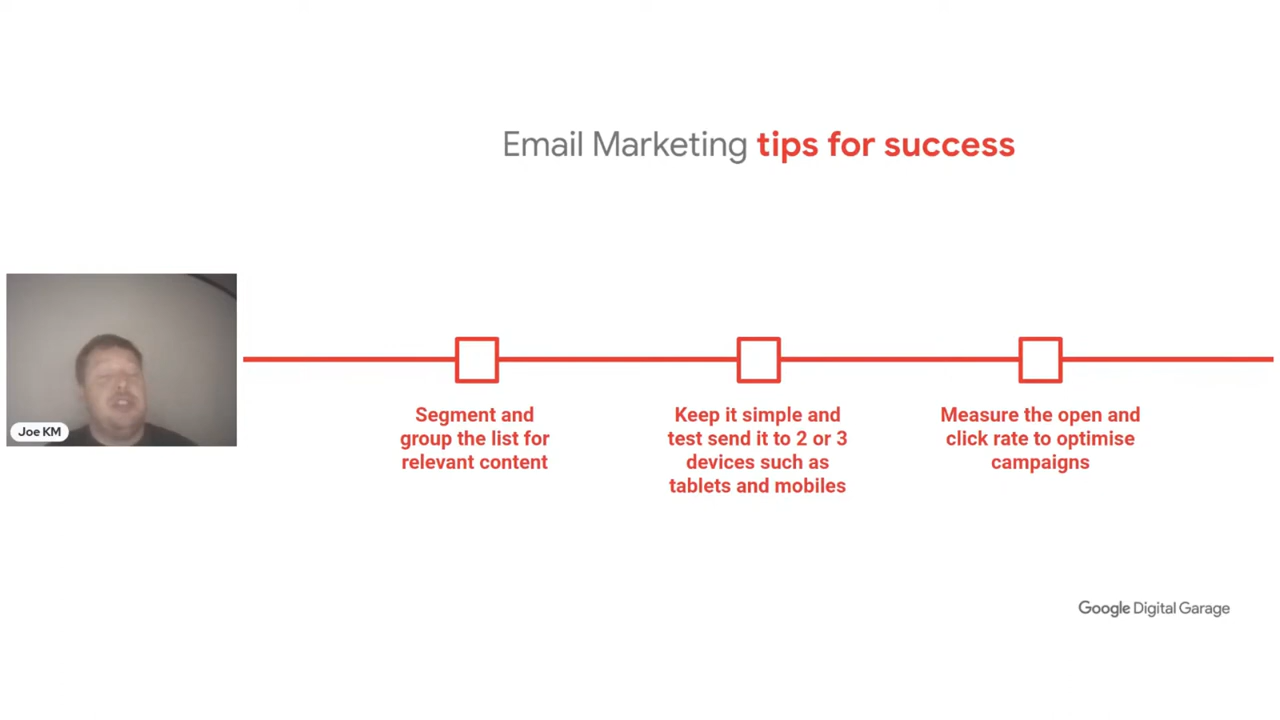 Email Marketing tips for success
Joe KM
Segment and
group the list for
relevant content
Keep it simple and
test send it to 2 or 3
devices such as
tablets and mobiles
Measure the open and
click rate to optimise
campaigns
Google Digital Garage